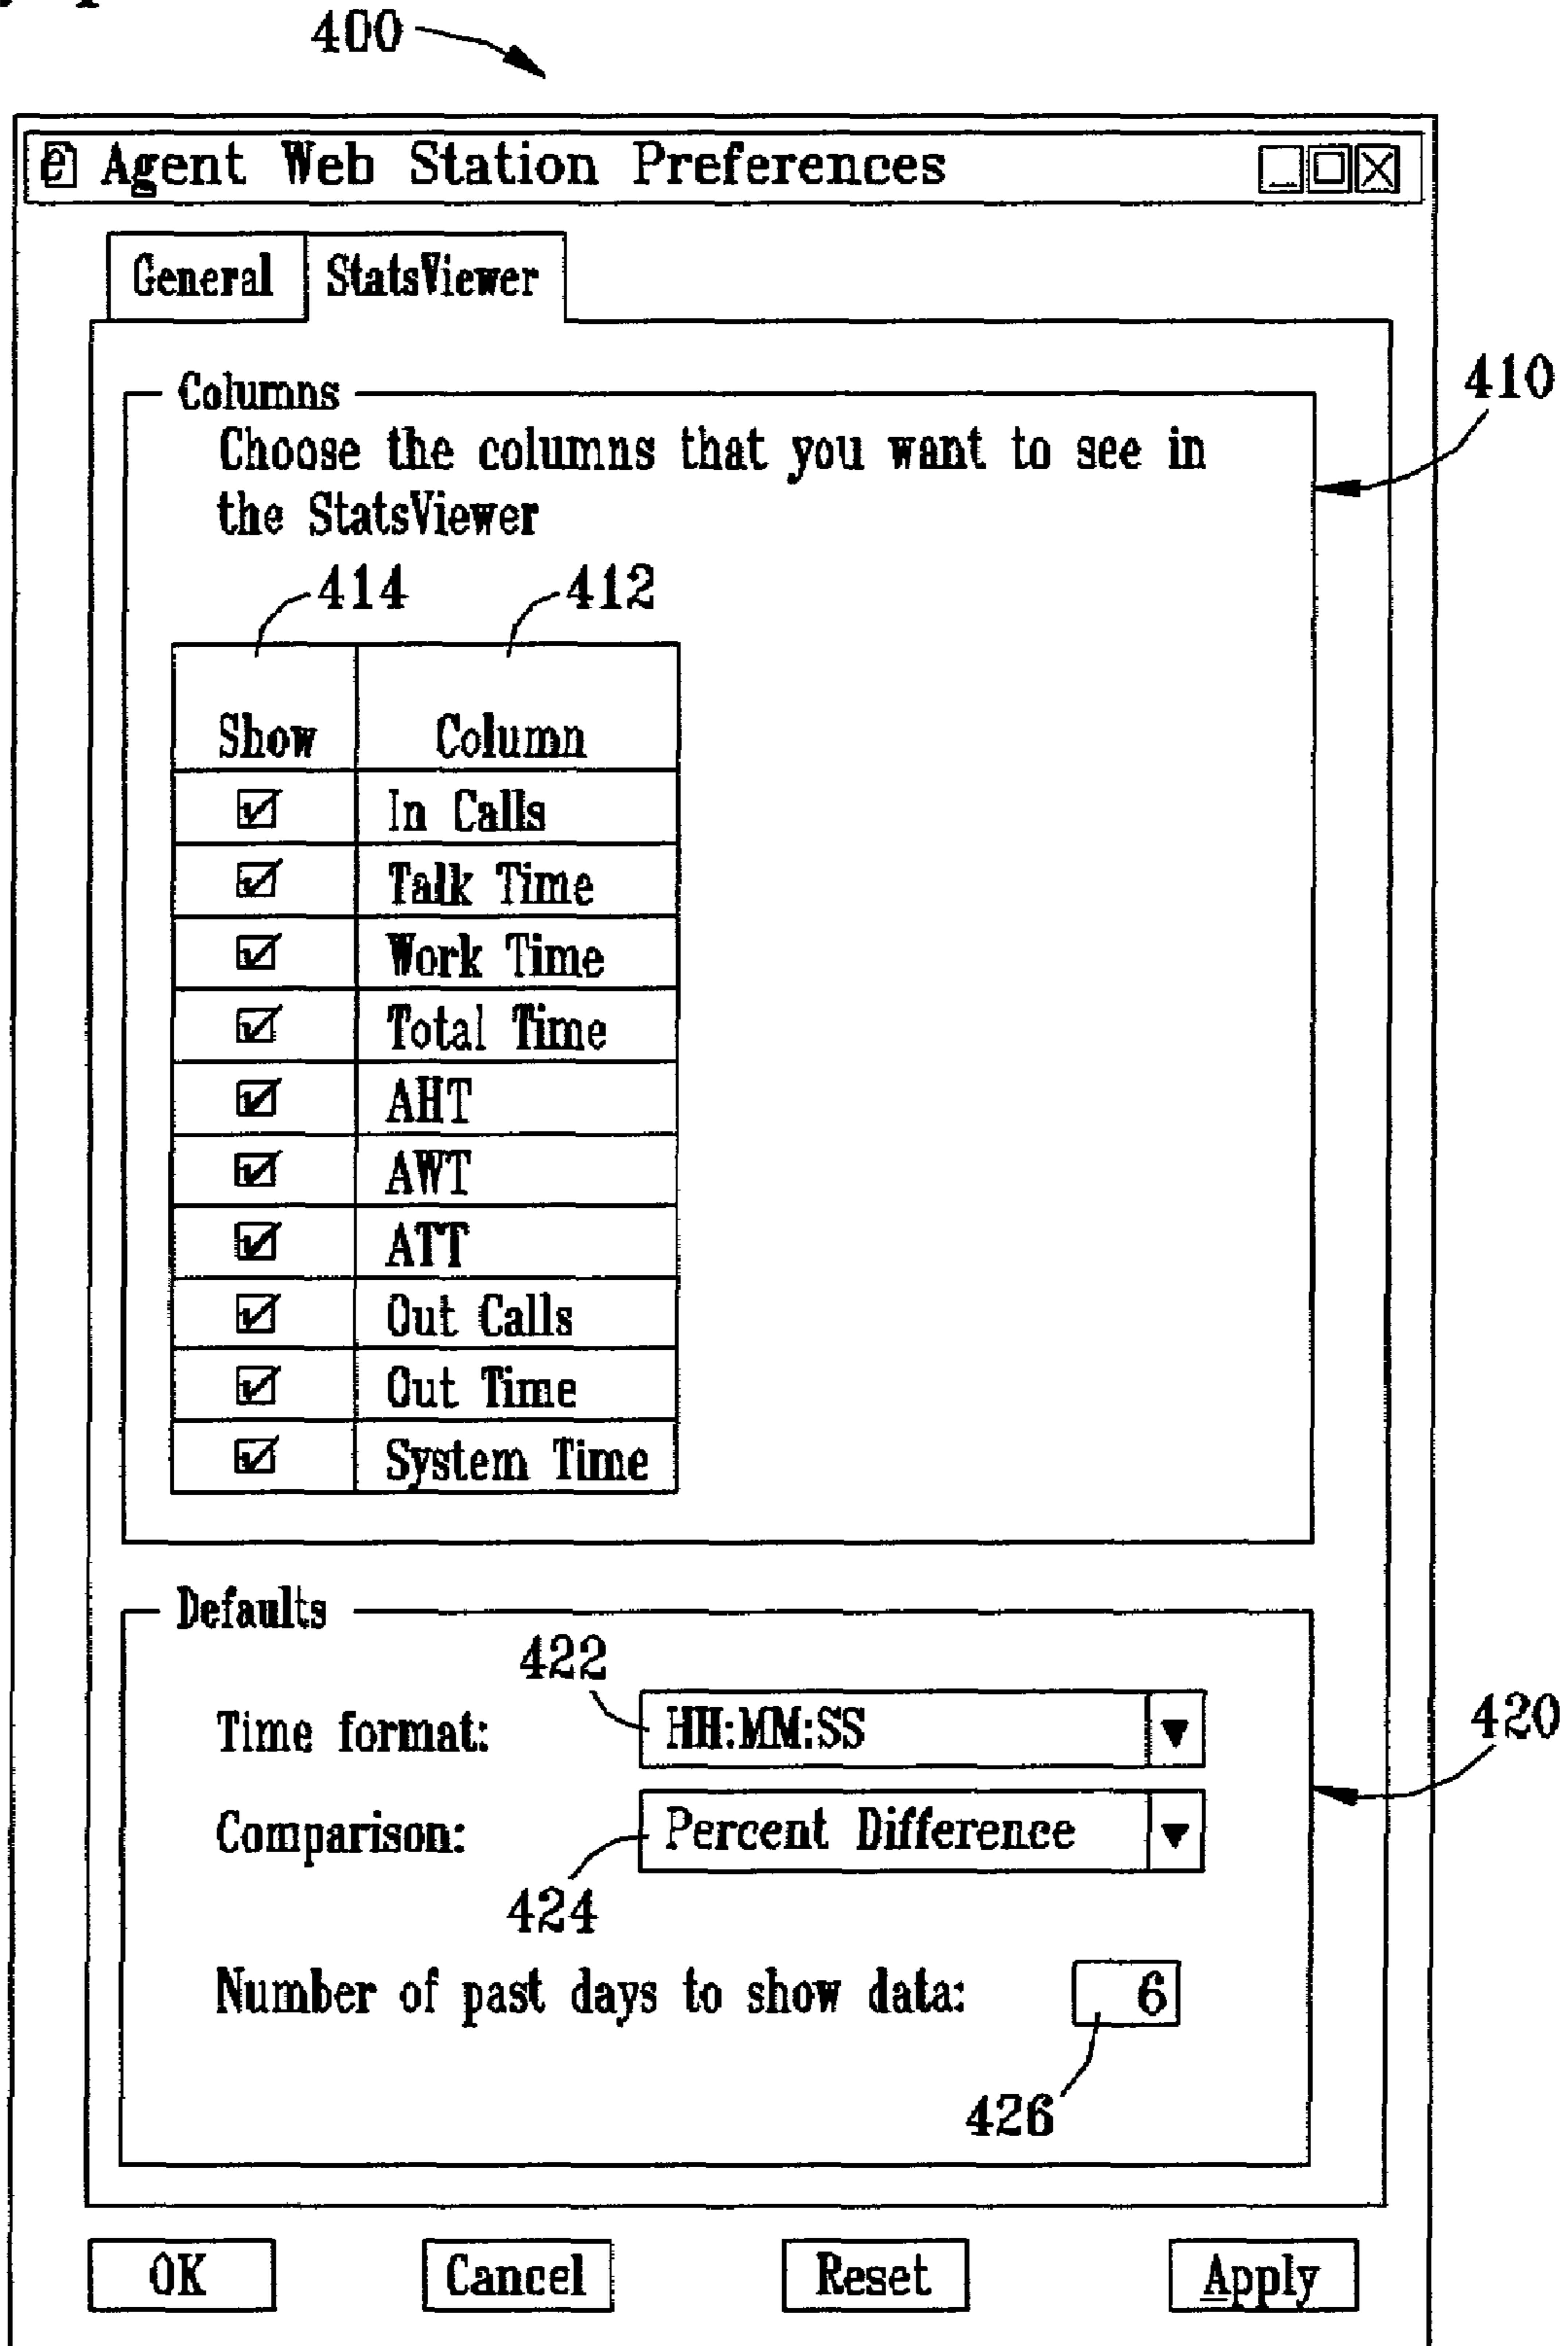 400
Agent Web Station Preferences
General StatsViewer
Columns
410
Choose the columns that you want to see in
the StatsViewer
414 412
Show Column
In Calls
Talk Time
Work Time
Total Time
AHT
AWT
ATT
Out Calls
Out Time
System Time
Defaults
422
Time format: HH:MM:SS
420
Comparison: Percent Difference
424
Number of past days to show data: 6
426
OK Cancel Reset Apply